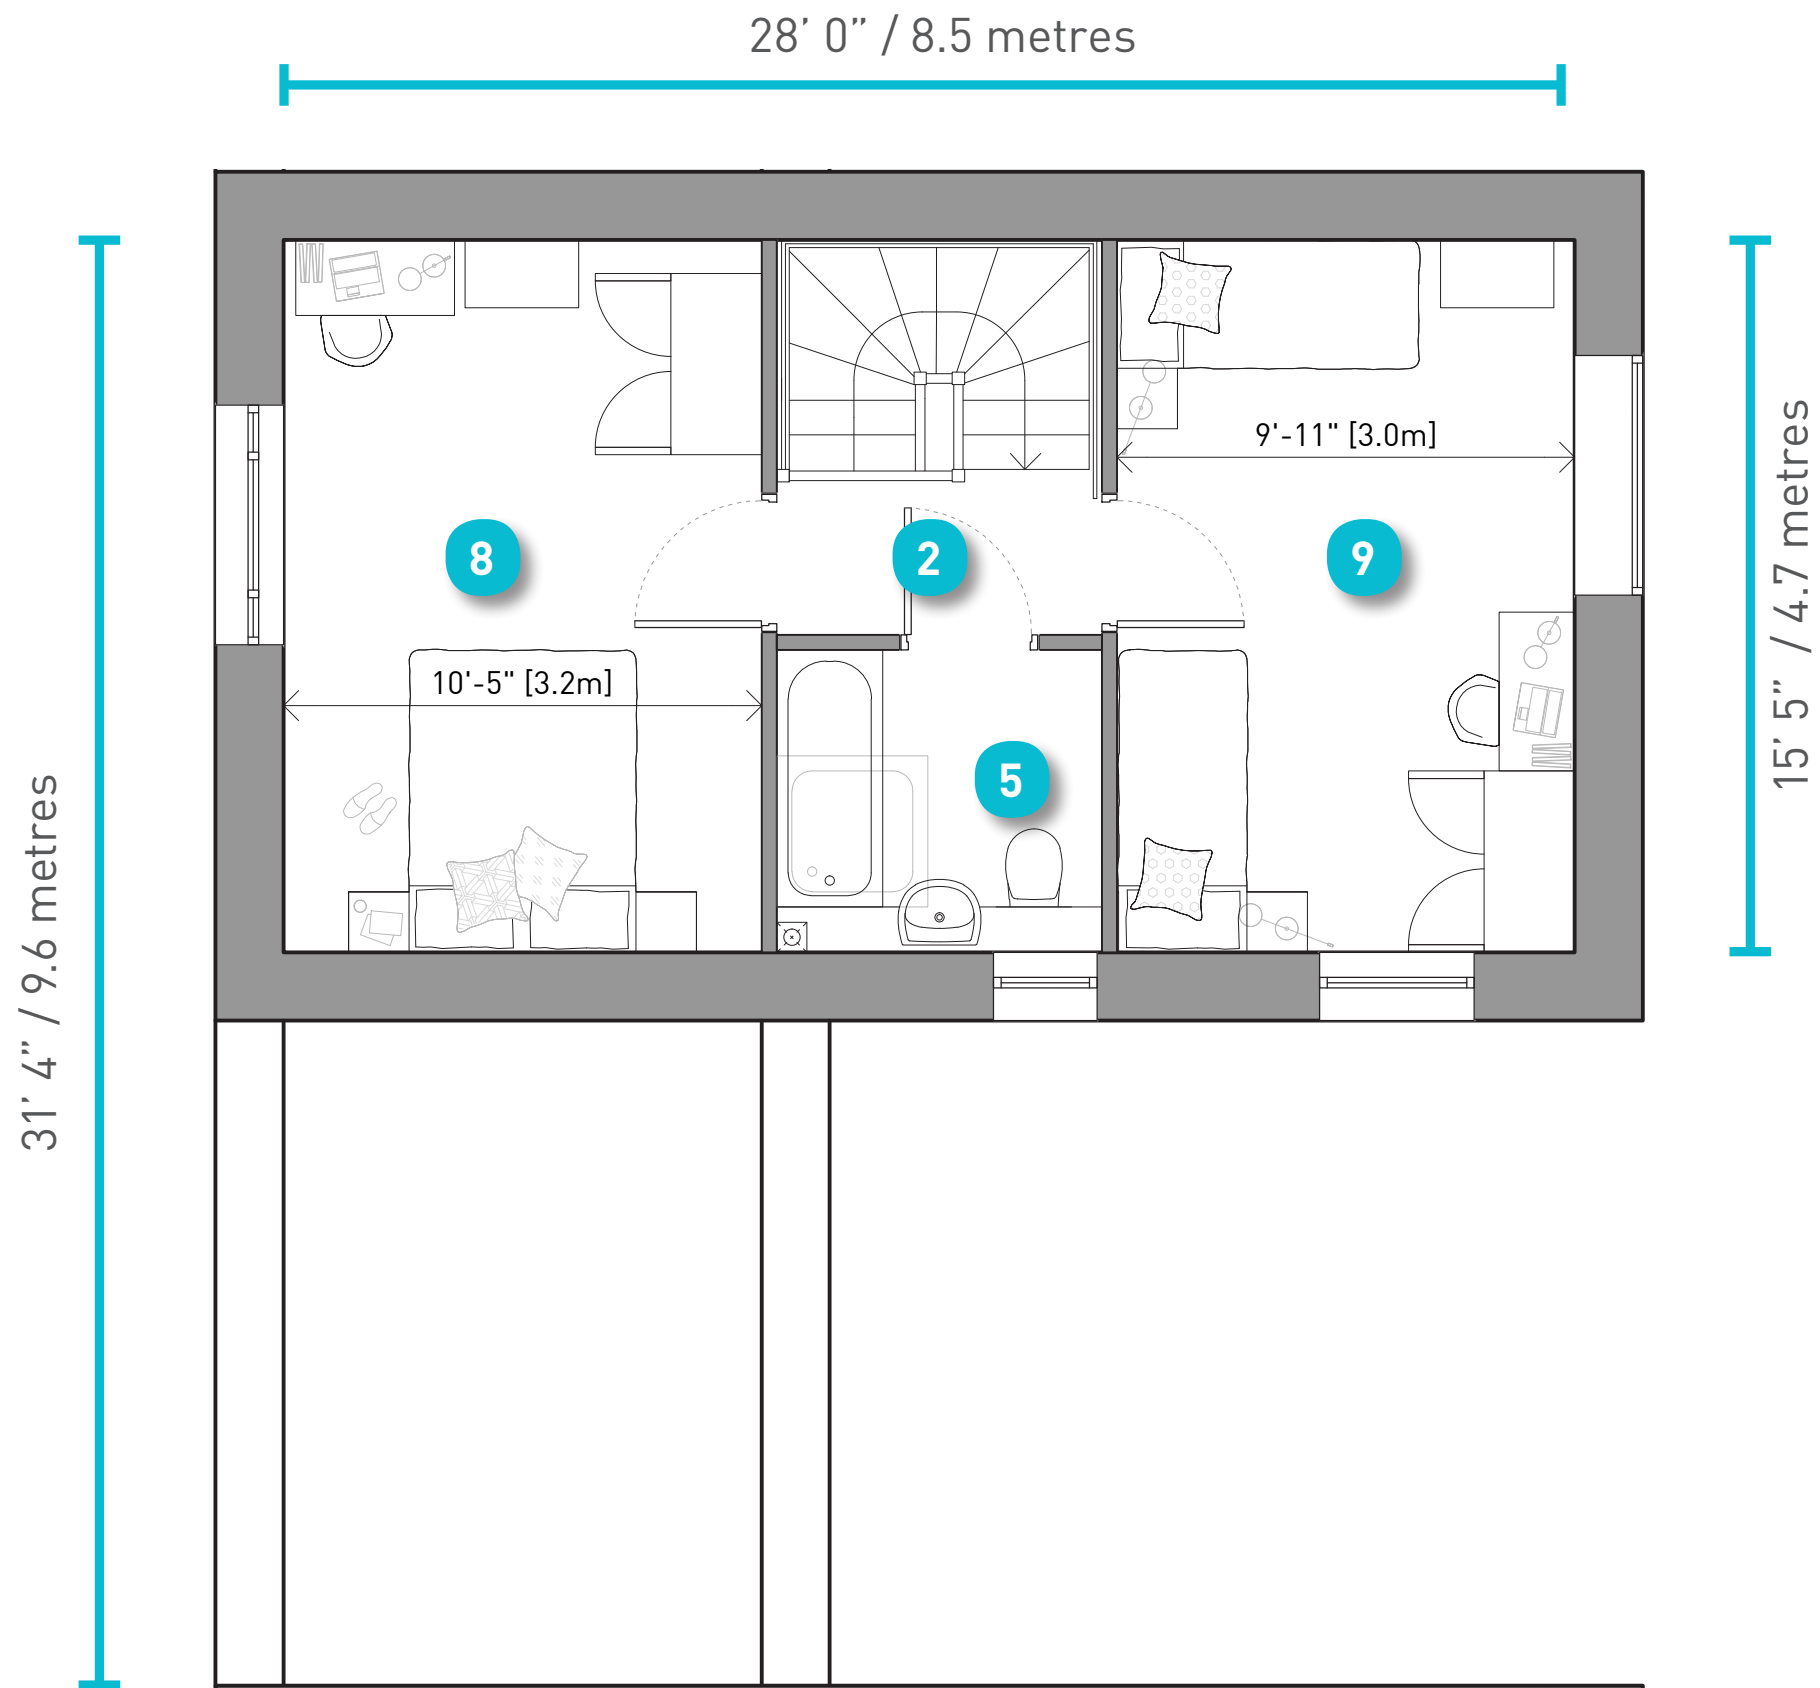 28’ 0” / 8.5 metres
9'-11" [3.0m]
8
2
9
10'-5" [3.2m]
5
31’ 4” / 9.6 metres
15’ 5” / 4.7 metres